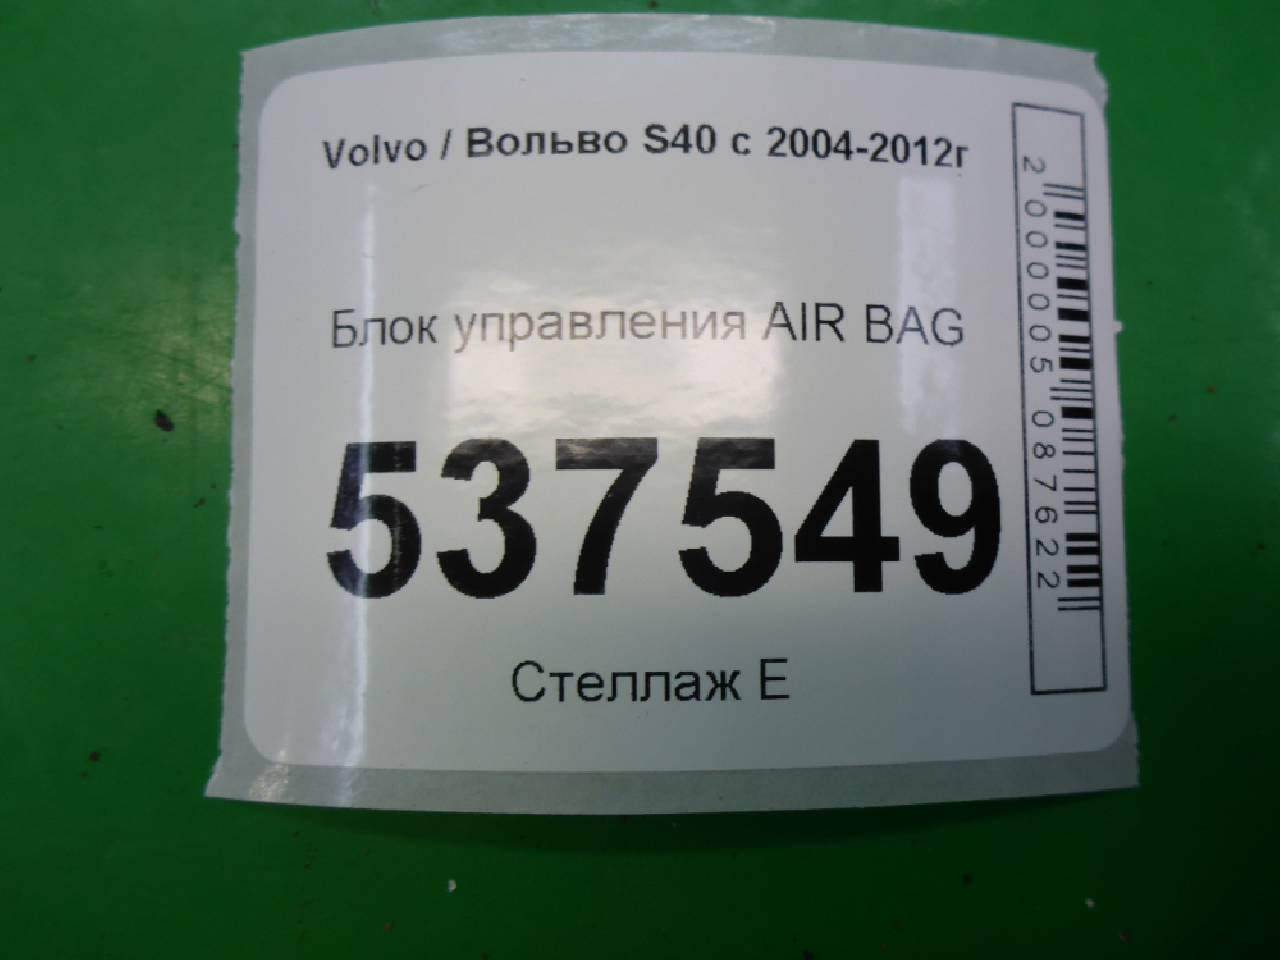 Volvo / Вольво S40 с 2004-2012г
Блок управления AIR BAG
537549
Стеллаж Е
2000005087622